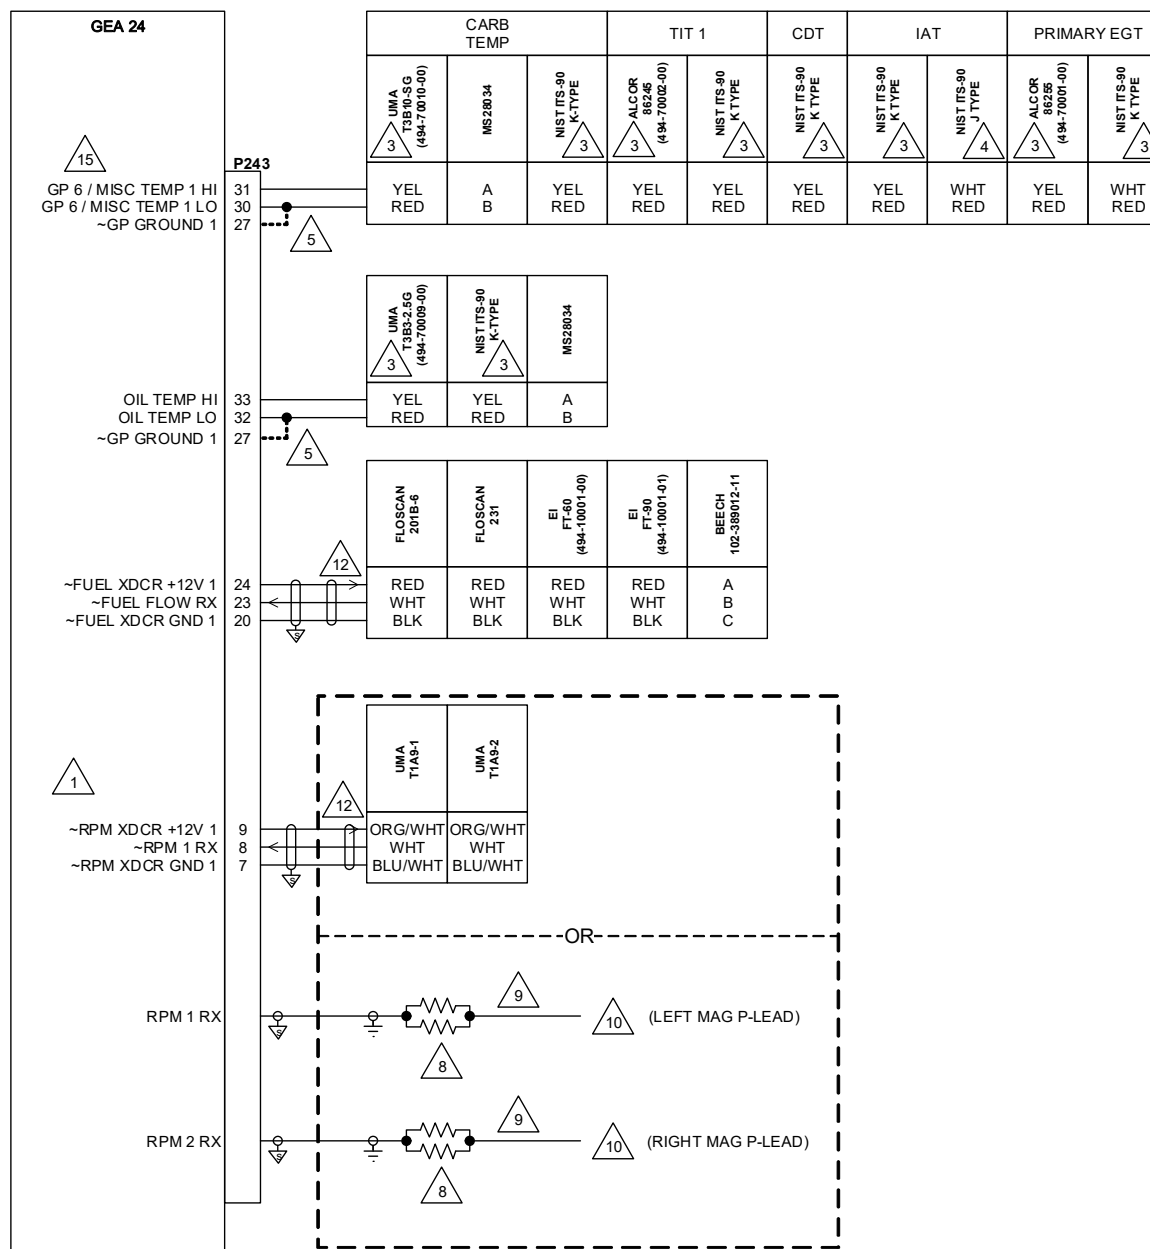 GEA 24
CARB TEMP
TIT 1
CDT
IAT
PRIMARY EGT
UMA T3B10-SG (494-70010-00)
3
MS28034
NIST ITS-90 K-TYPE
3
ALCOR 86245 (494-70002-00)
3
NIST ITS-90 K TYPE
3
NIST ITS-90 K TYPE
3
NIST ITS-90 K TYPE
3
NIST ITS-90 J TYPE
4
ALCOR 86255 (494-70001-00)
3
NIST ITS-90 K TYPE
3
15
P243
GP 6 / MISC TEMP 1 HI 31 YEL A YEL YEL YEL YEL YEL WHT YEL WHT
GP 6 / MISC TEMP 1 LO 30 RED B RED RED RED RED RED RED RED RED
~GP GROUND 1 27
5
UMA T3B3-2.5G (494-70009-00)
3
NIST ITS-90 K-TYPE
3
MS28034
OIL TEMP HI 33 YEL YEL A
OIL TEMP LO 32 RED RED B
~GP GROUND 1 27
5
FLOSCAN 201B-6
FLOSCAN 231
EI FT-60 (494-10001-00)
EI FT-90 (494-10001-01)
BEECH 102-389012-11
12
~FUEL XDCR +12V 1 24 RED RED RED RED A
~FUEL FLOW RX 23 WHT WHT WHT WHT B
~FUEL XDCR GND 1 20 BLK BLK BLK BLK C
S
UMA T1A9-1
UMA T1A9-2
1
12
~RPM XDCR +12V 1 9 ORG/WHT ORG/WHT
~RPM 1 RX 8 WHT WHT
~RPM XDCR GND 1 7 BLU/WHT BLU/WHT
S
OR
RPM 1 RX
S
9
10
(LEFT MAG P-LEAD)
8
RPM 2 RX
S
9
10
(RIGHT MAG P-LEAD)
8